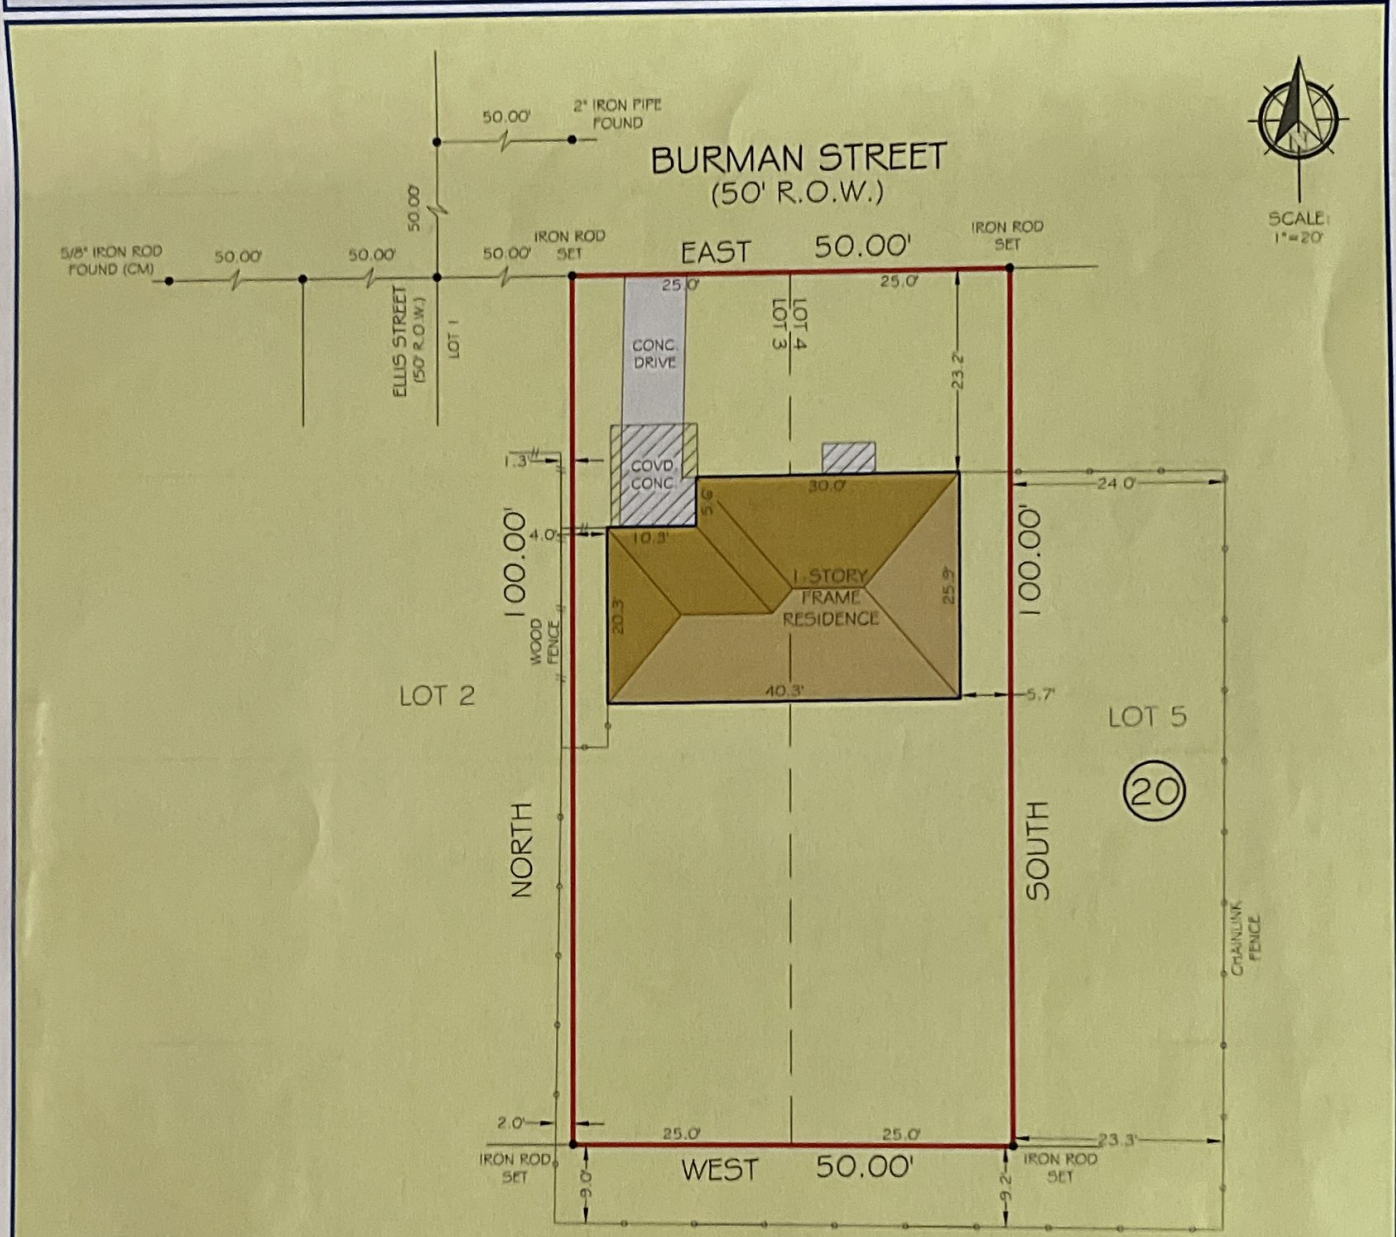 50.00'
2" IRON PIPE
FOUND
BURMAN STREET
(50' R.O.W.)
N
SCALE:
1"=20'
50.00'
5/8" IRON ROD
FOUND (CM)
50.00'
50.00'
50.00'
IRON ROD
SET
EAST 50.00'
IRON ROD
SET
25.0'
25.0'
ELLIS STREET
(50' R.O.W.)
LOT 1
LOT 3
LOT 4
CONC.
DRIVE
23.2'
1.3'
COVD.
CONC.
30.0'
24.0'
100.00'
4.0'
10.3'
5.6'
100.00'
1-STORY
FRAME
RESIDENCE
20.3'
25.9'
WOOD
FENCE
40.3'
5.7'
LOT 2
LOT 5
20
NORTH
SOUTH
CHAINLINK
FENCE
2.0'
25.0'
25.0'
23.3'
IRON ROD
SET
WEST 50.00'
IRON ROD
SET
9.0'
9.2'